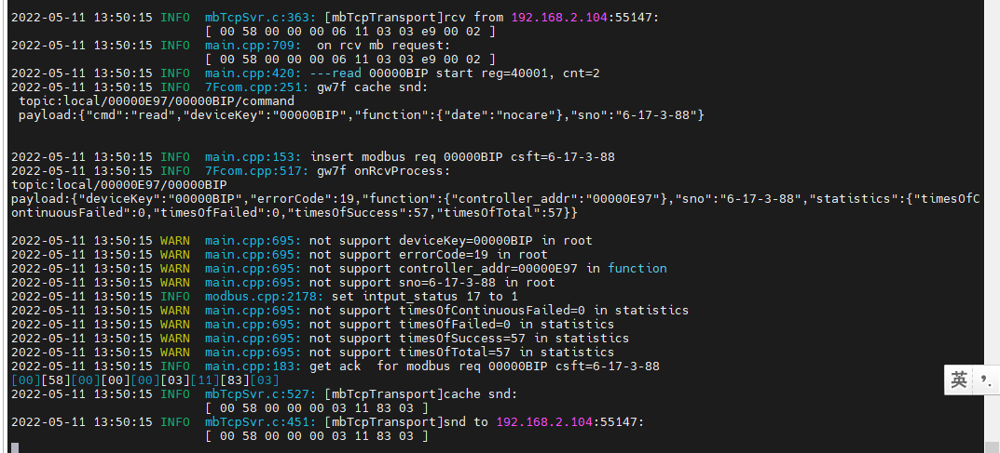 2022-05-11 13:50:15 INFO  mbTcpSvr.c:363: [mbTcpTransport]rcv from 192.168.2.104:55147:
[ 00 58 00 00 00 06 11 03 03 e9 00 02 ]
2022-05-11 13:50:15 INFO  main.cpp:709:  on rcv mb request:
[ 00 58 00 00 00 06 11 03 03 e9 00 02 ]
2022-05-11 13:50:15 INFO  main.cpp:420: ---read 00000BIP start reg=40001, cnt=2
2022-05-11 13:50:15 INFO  7Fcom.cpp:251: gw7f cache snd:
topic:local/00000E97/00000BIP/command
payload:{"cmd":"read","deviceKey":"00000BIP","function":{"date":"nocare"},"sno":"6-17-3-88"}
2022-05-11 13:50:15 INFO  main.cpp:153: insert modbus req 00000BIP csft=6-17-3-88
2022-05-11 13:50:15 INFO  7Fcom.cpp:517: gw7f onRcvProcess:
topic:local/00000E97/00000BIP
payload:{"deviceKey":"00000BIP","errorCode":19,"function":{"controller_addr":"00000E97"},"sno":"6-17-3-88","statistics":{"timesOfC
ontinuousFailed":0,"timesOfFailed":0,"timesOfSuccess":57,"timesOfTotal":57}}
2022-05-11 13:50:15 WARN  main.cpp:695: not support deviceKey=00000BIP in root
2022-05-11 13:50:15 WARN  main.cpp:695: not support errorCode=19 in root
2022-05-11 13:50:15 WARN  main.cpp:695: not support controller_addr=00000E97 in function
2022-05-11 13:50:15 WARN  main.cpp:695: not support sno=6-17-3-88 in root
2022-05-11 13:50:15 INFO  modbus.cpp:2178: set intput_status 17 to 1
2022-05-11 13:50:15 WARN  main.cpp:695: not support timesOfContinuousFailed=0 in statistics
2022-05-11 13:50:15 WARN  main.cpp:695: not support timesOfFailed=0 in statistics
2022-05-11 13:50:15 WARN  main.cpp:695: not support timesOfSuccess=57 in statistics
2022-05-11 13:50:15 WARN  main.cpp:695: not support timesOfTotal=57 in statistics
2022-05-11 13:50:15 INFO  main.cpp:183: get ack  for modbus req 00000BIP csft=6-17-3-88
[00][58][00][00][00][03][11][83][03]
2022-05-11 13:50:15 INFO  mbTcpSvr.c:527: [mbTcpTransport]cache snd:
[ 00 58 00 00 00 03 11 83 03 ]
2022-05-11 13:50:15 INFO  mbTcpSvr.c:451: [mbTcpTransport]snd to 192.168.2.104:55147:
[ 00 58 00 00 00 03 11 83 03 ]
英 ’.